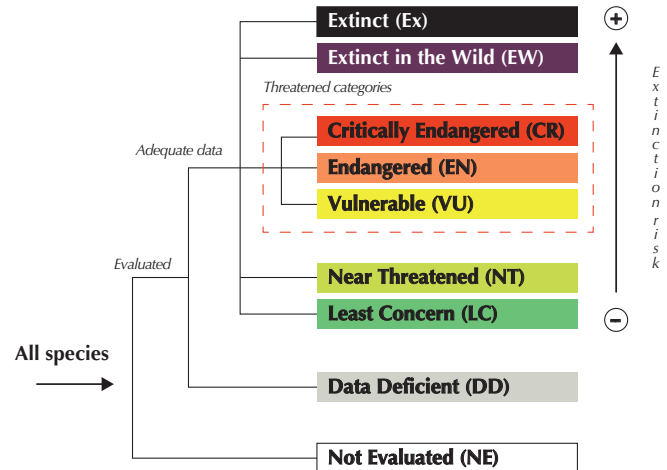 Extinct (Ex)
Extinct in the Wild (EW)
Threatened categories
Critically Endangered (CR)
Adequate data
Endangered (EN)
Vulnerable (VU)
Evaluated
Near Threatened (NT)
Least Concern (LC)
All species
Data Deficient (DD)
Not Evaluated (NE)
+
Extinction risk
−